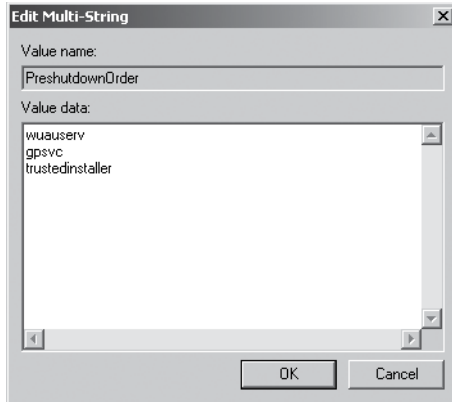 Edit Multi-String
Value name:
PreshutdownOrder
Value data:
wuauserv
gpsvc
trustedinstaller
OK
Cancel